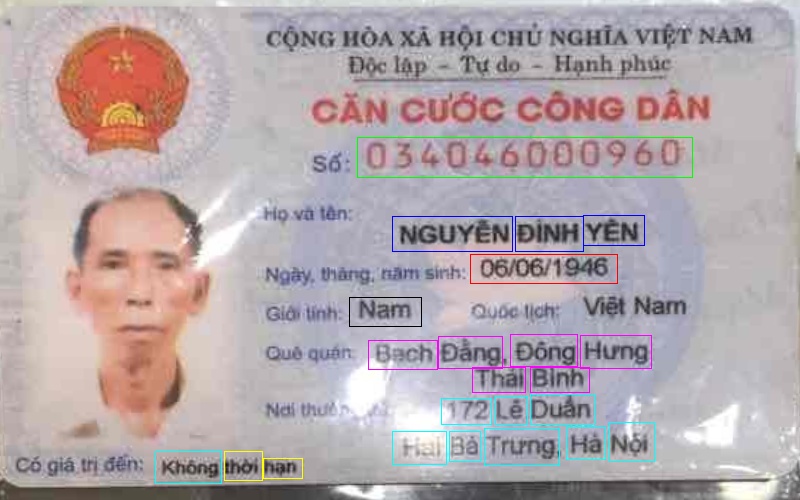 CỘNG HÒA XÃ HỘI CHỦ NGHĨA VIỆT NAM
Độc lập - Tự do - Hạnh phúc
CĂN CƯỚC CÔNG DÂN
Số: 034046000960
Họ và tên:
NGUYỄN ĐÌNH YÊN
Ngày, tháng, năm sinh: 06/06/1946
Giới tính: Nam Quốc tịch: Việt Nam
Quê quán: Bạch Đằng, Đông Hưng
Thái Bình
Nơi 172 Lê Duẩn
Hai Bà Trưng, Hà Nội
Có giá trị đến: Không thời hạn